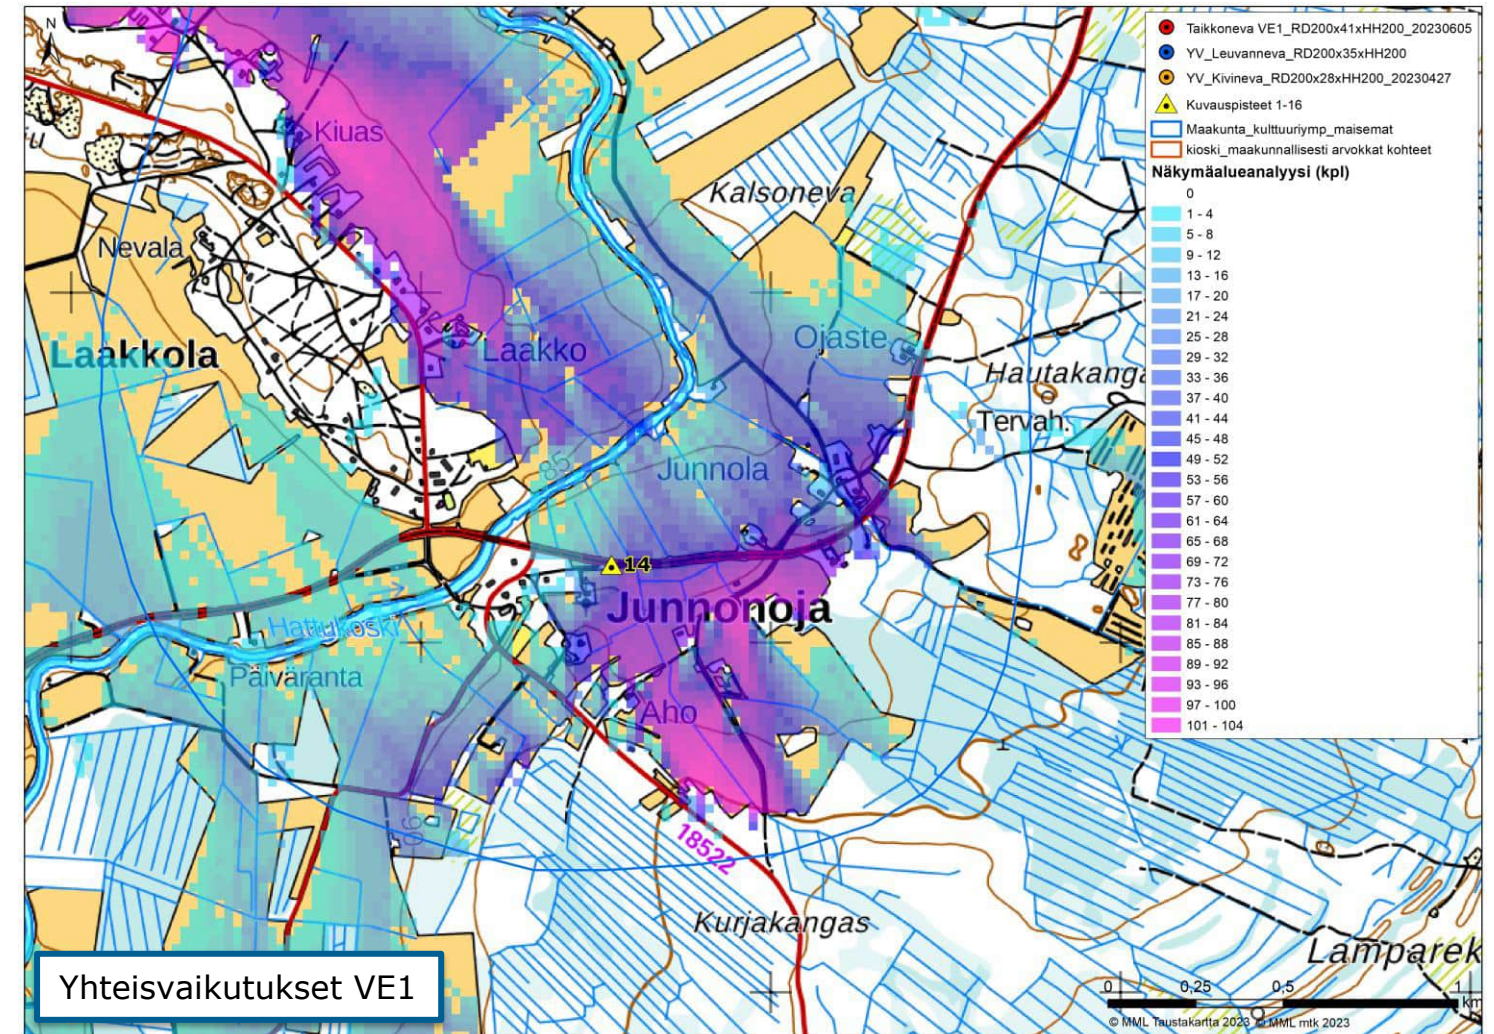 N
Taikkoneva VE1_RD200x41xHH200_20230605
YV_Leuvanneva_RD200x35xHH200
YV_Kivineva_RD200x28xHH200_20230427
Kuvauspisteet 1-16
Maakunta_kulttuuriymp_maisemat
kioski_maakunnallisesti arvokkat kohteet
Näkymäalueanalyysi (kpl)
0
1 - 4
5 - 8
9 - 12
13 - 16
17 - 20
21 - 24
25 - 28
29 - 32
33 - 36
37 - 40
41 - 44
45 - 48
49 - 52
53 - 56
57 - 60
61 - 64
65 - 68
69 - 72
73 - 76
77 - 80
81 - 84
85 - 88
89 - 92
93 - 96
97 - 100
101 - 104
Kiuas
Kalsoneva
Nevala
Laakkola
Laakko
Ojaste
Hautakanga
Tervah.
Junnola
85
14
Junnonoja
Hattukoski
Päiväranta
Aho
90
18522
Kurjakangas
Lamparek
Yhteisvaikutukset VE1
0 0,25 0,5 1
km
© MML Taustakartta 2023 © MML mtk 2023